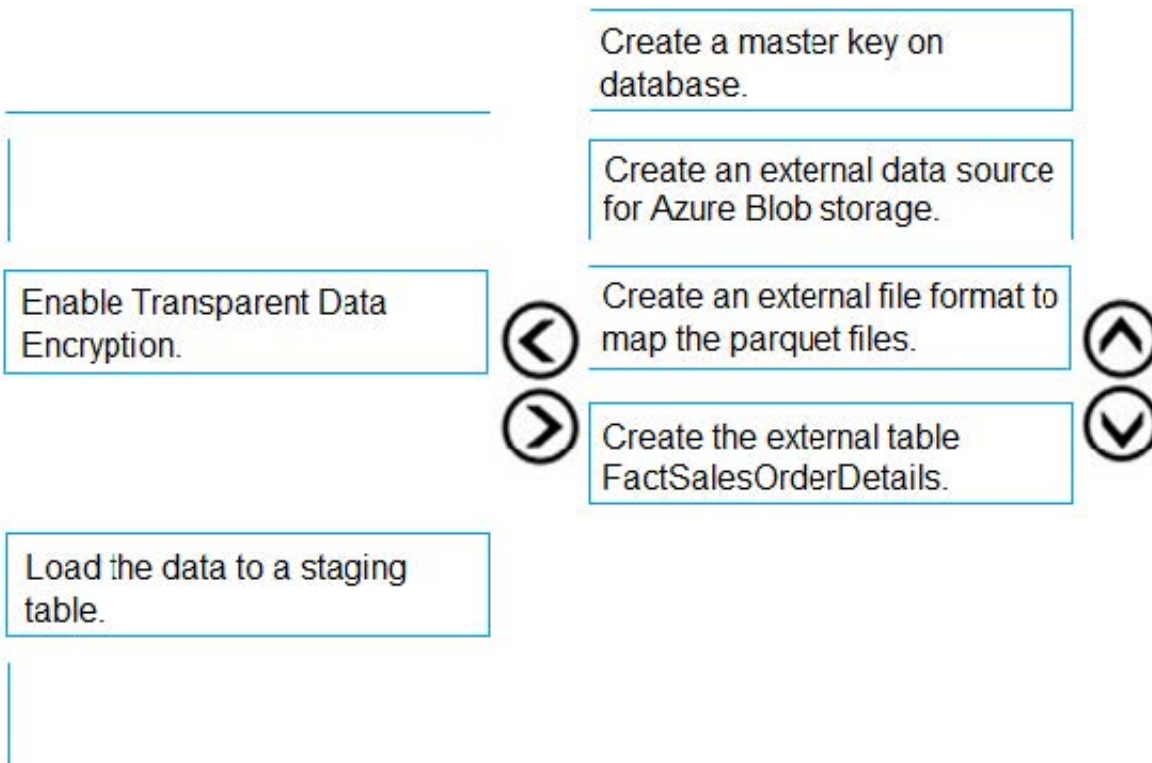 Create a master key on
database.
Create an external data source
for Azure Blob storage.
Enable Transparent Data
Encryption.
Create an external file format to
map the parquet files.
Create the external table
FactSalesOrderDetails.
Load the data to a staging
table.